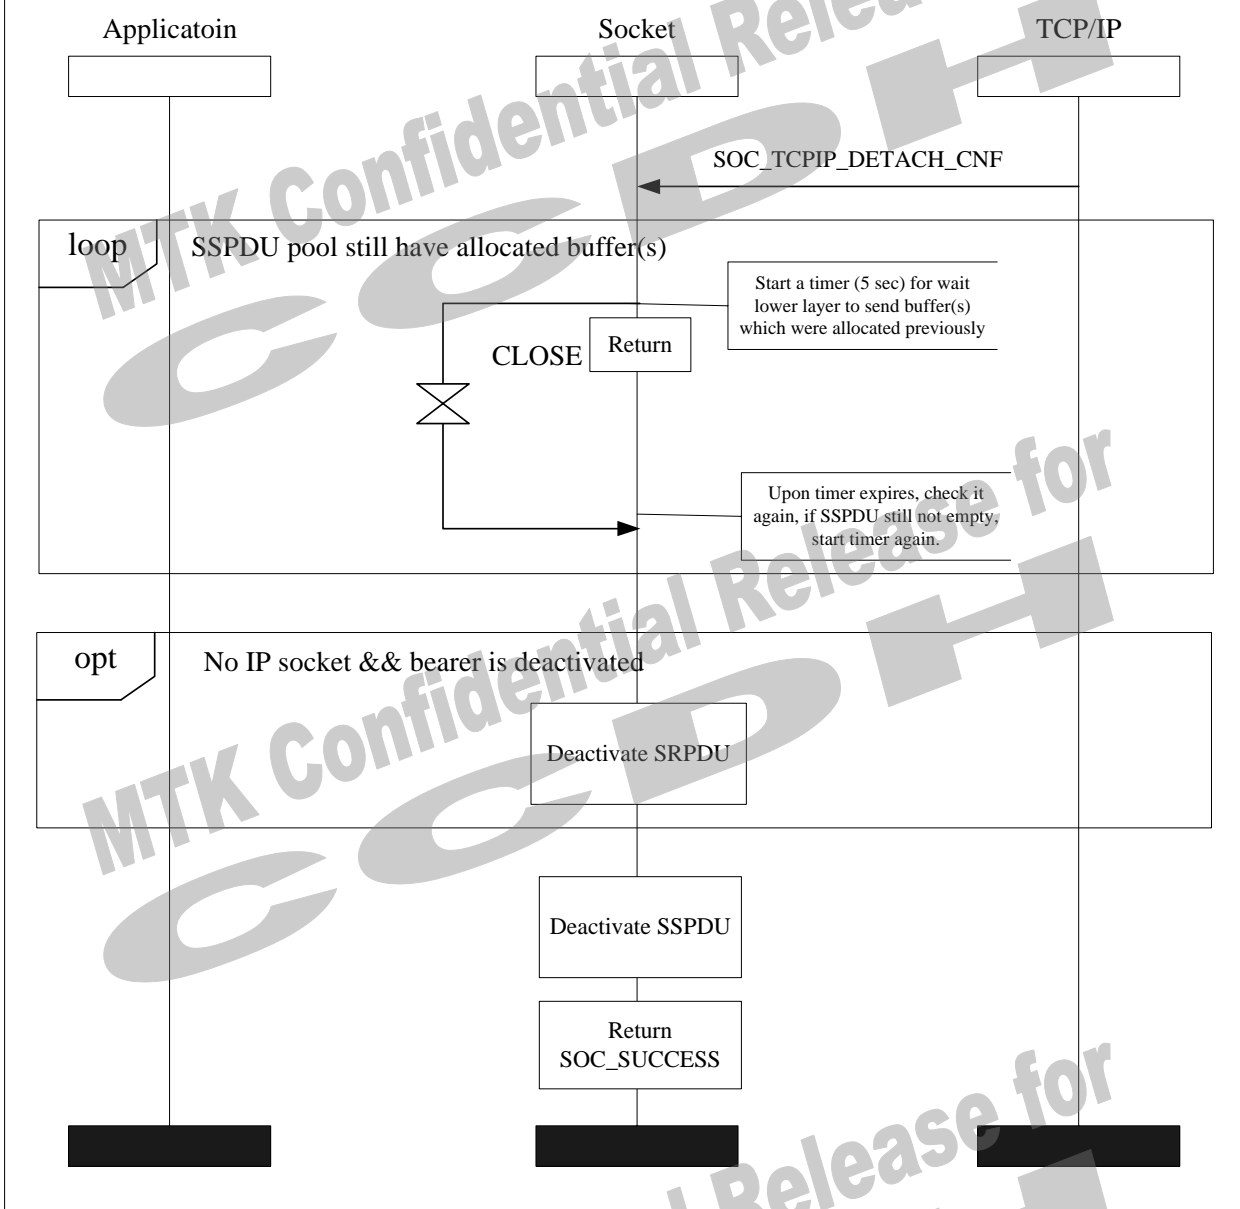 Applicatoin
Socket
TCP/IP
SOC_TCPIP_DETACH_CNF
loop
SSPDU pool still have allocated buffer(s)
Start a timer (5 sec) for wait
lower layer to send buffer(s)
which were allocated previously
CLOSE
Return
Upon timer expires, check it
again, if SSPDU still not empty,
start timer again.
opt
No IP socket && bearer is deactivated
Deactivate SRPDU
Deactivate SSPDU
Return
SOC_SUCCESS
MTK Confidential Release
CCDH
MTK Confidential Release for
CCDH
Release for